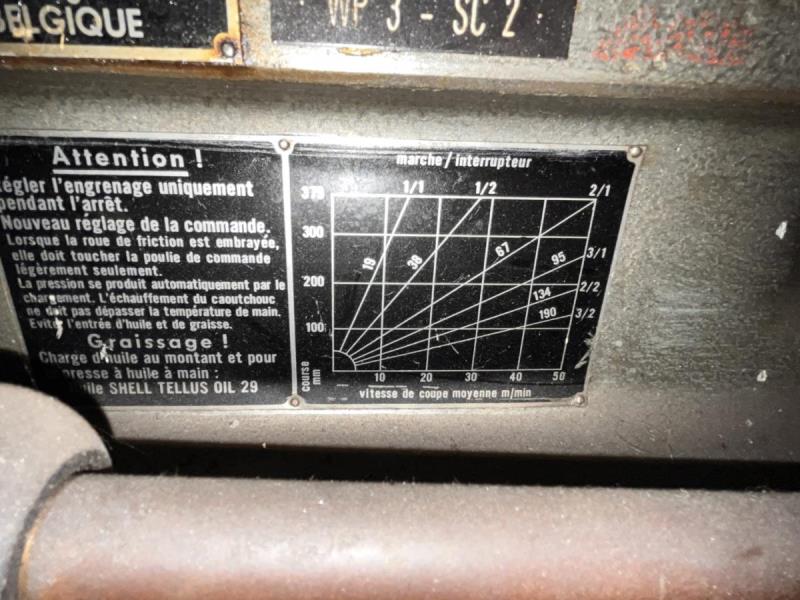 BELGIQUE
WP 3 - SC 2
Attention !
Régler l'engrenage uniquement
pendant l'arrêt.
Nouveau réglage de la commande.
Lorsque la roue de friction est embrayée,
elle doit toucher la poulie de commande
légèrement seulement.
La pression se produit automatiquement par le
chargement. L'échauffement du caoutchouc
ne doit pas dépasser la température de main.
Evitez l'entrée d'huile et de graisse.
Graissage !
Charge d'huile au montant et pour
presse à huile à main :
Huile SHELL TELLUS OIL 29
marche / interrupteur
1/1 1/2 2/1
3/1
2/2
3/2
19 38 67 95 134 190
375
300
200
100
course
mm
10 20 30 40 50
vitesse de coupe moyenne m/min